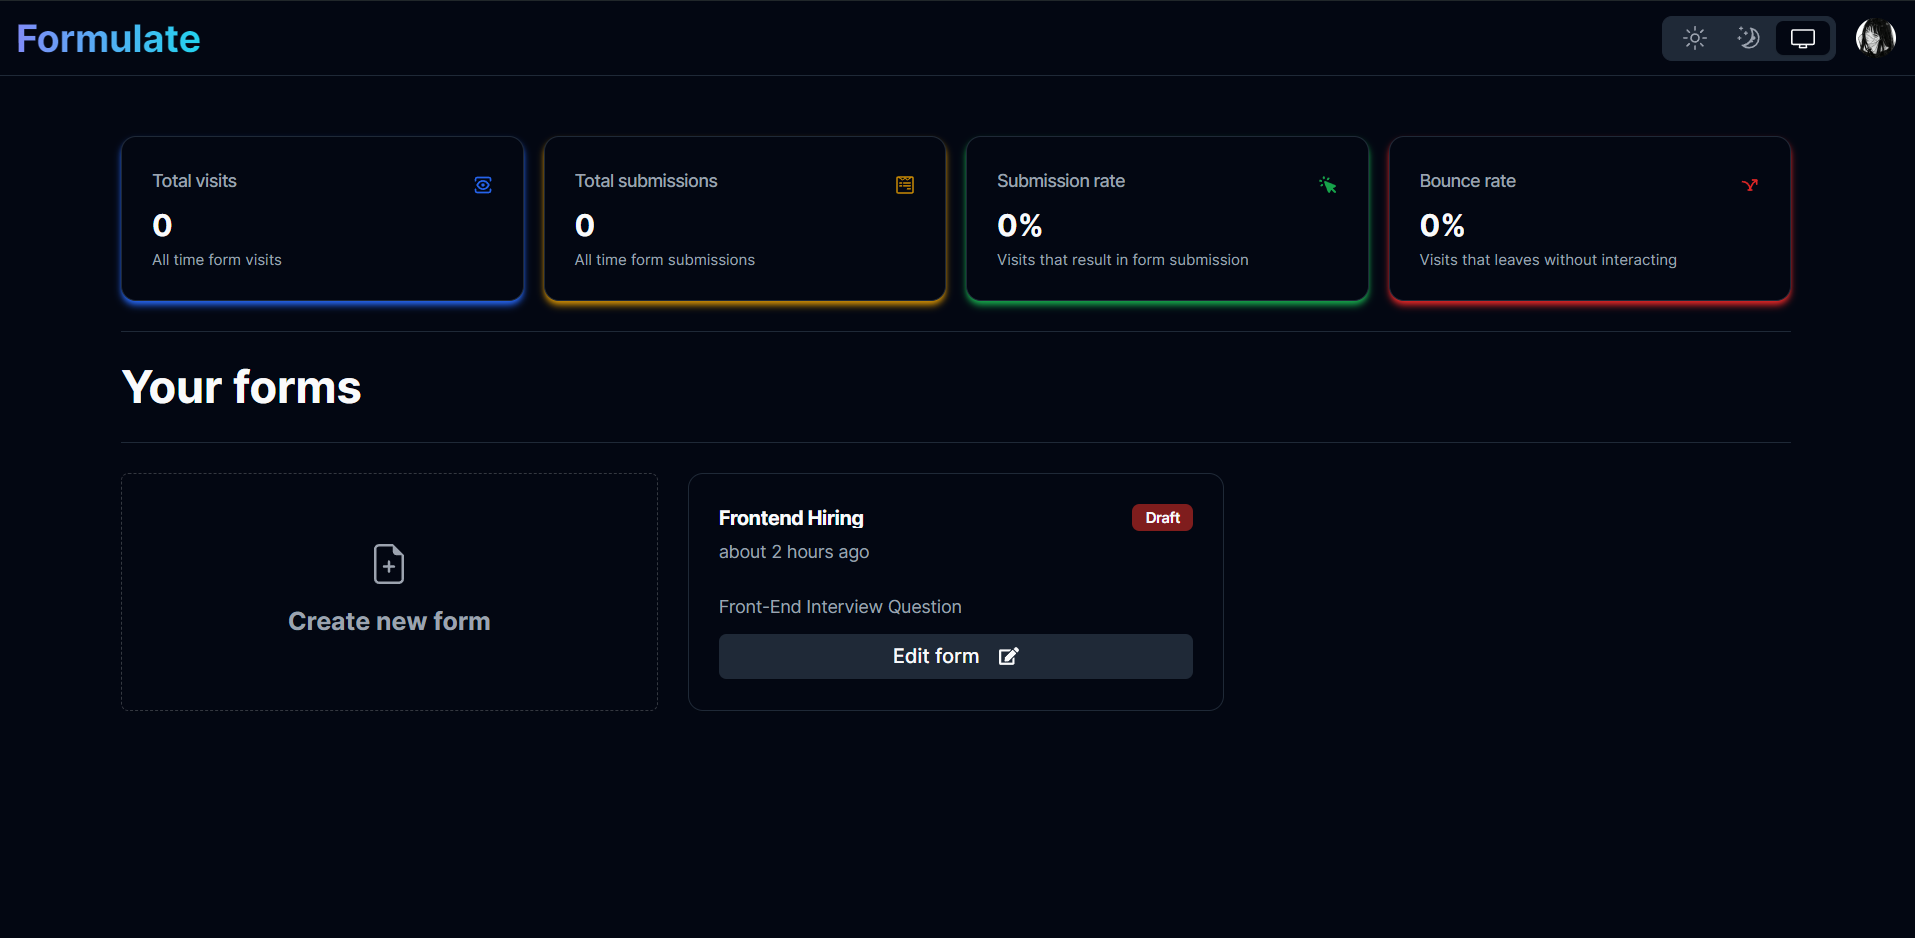 Formulate
Total visits
0
All time form visits
Total submissions
0
All time form submissions
Submission rate
0%
Visits that result in form submission
Bounce rate
0%
Visits that leaves without interacting
Your forms
Create new form
Frontend Hiring
Draft
about 2 hours ago
Front-End Interview Question
Edit form